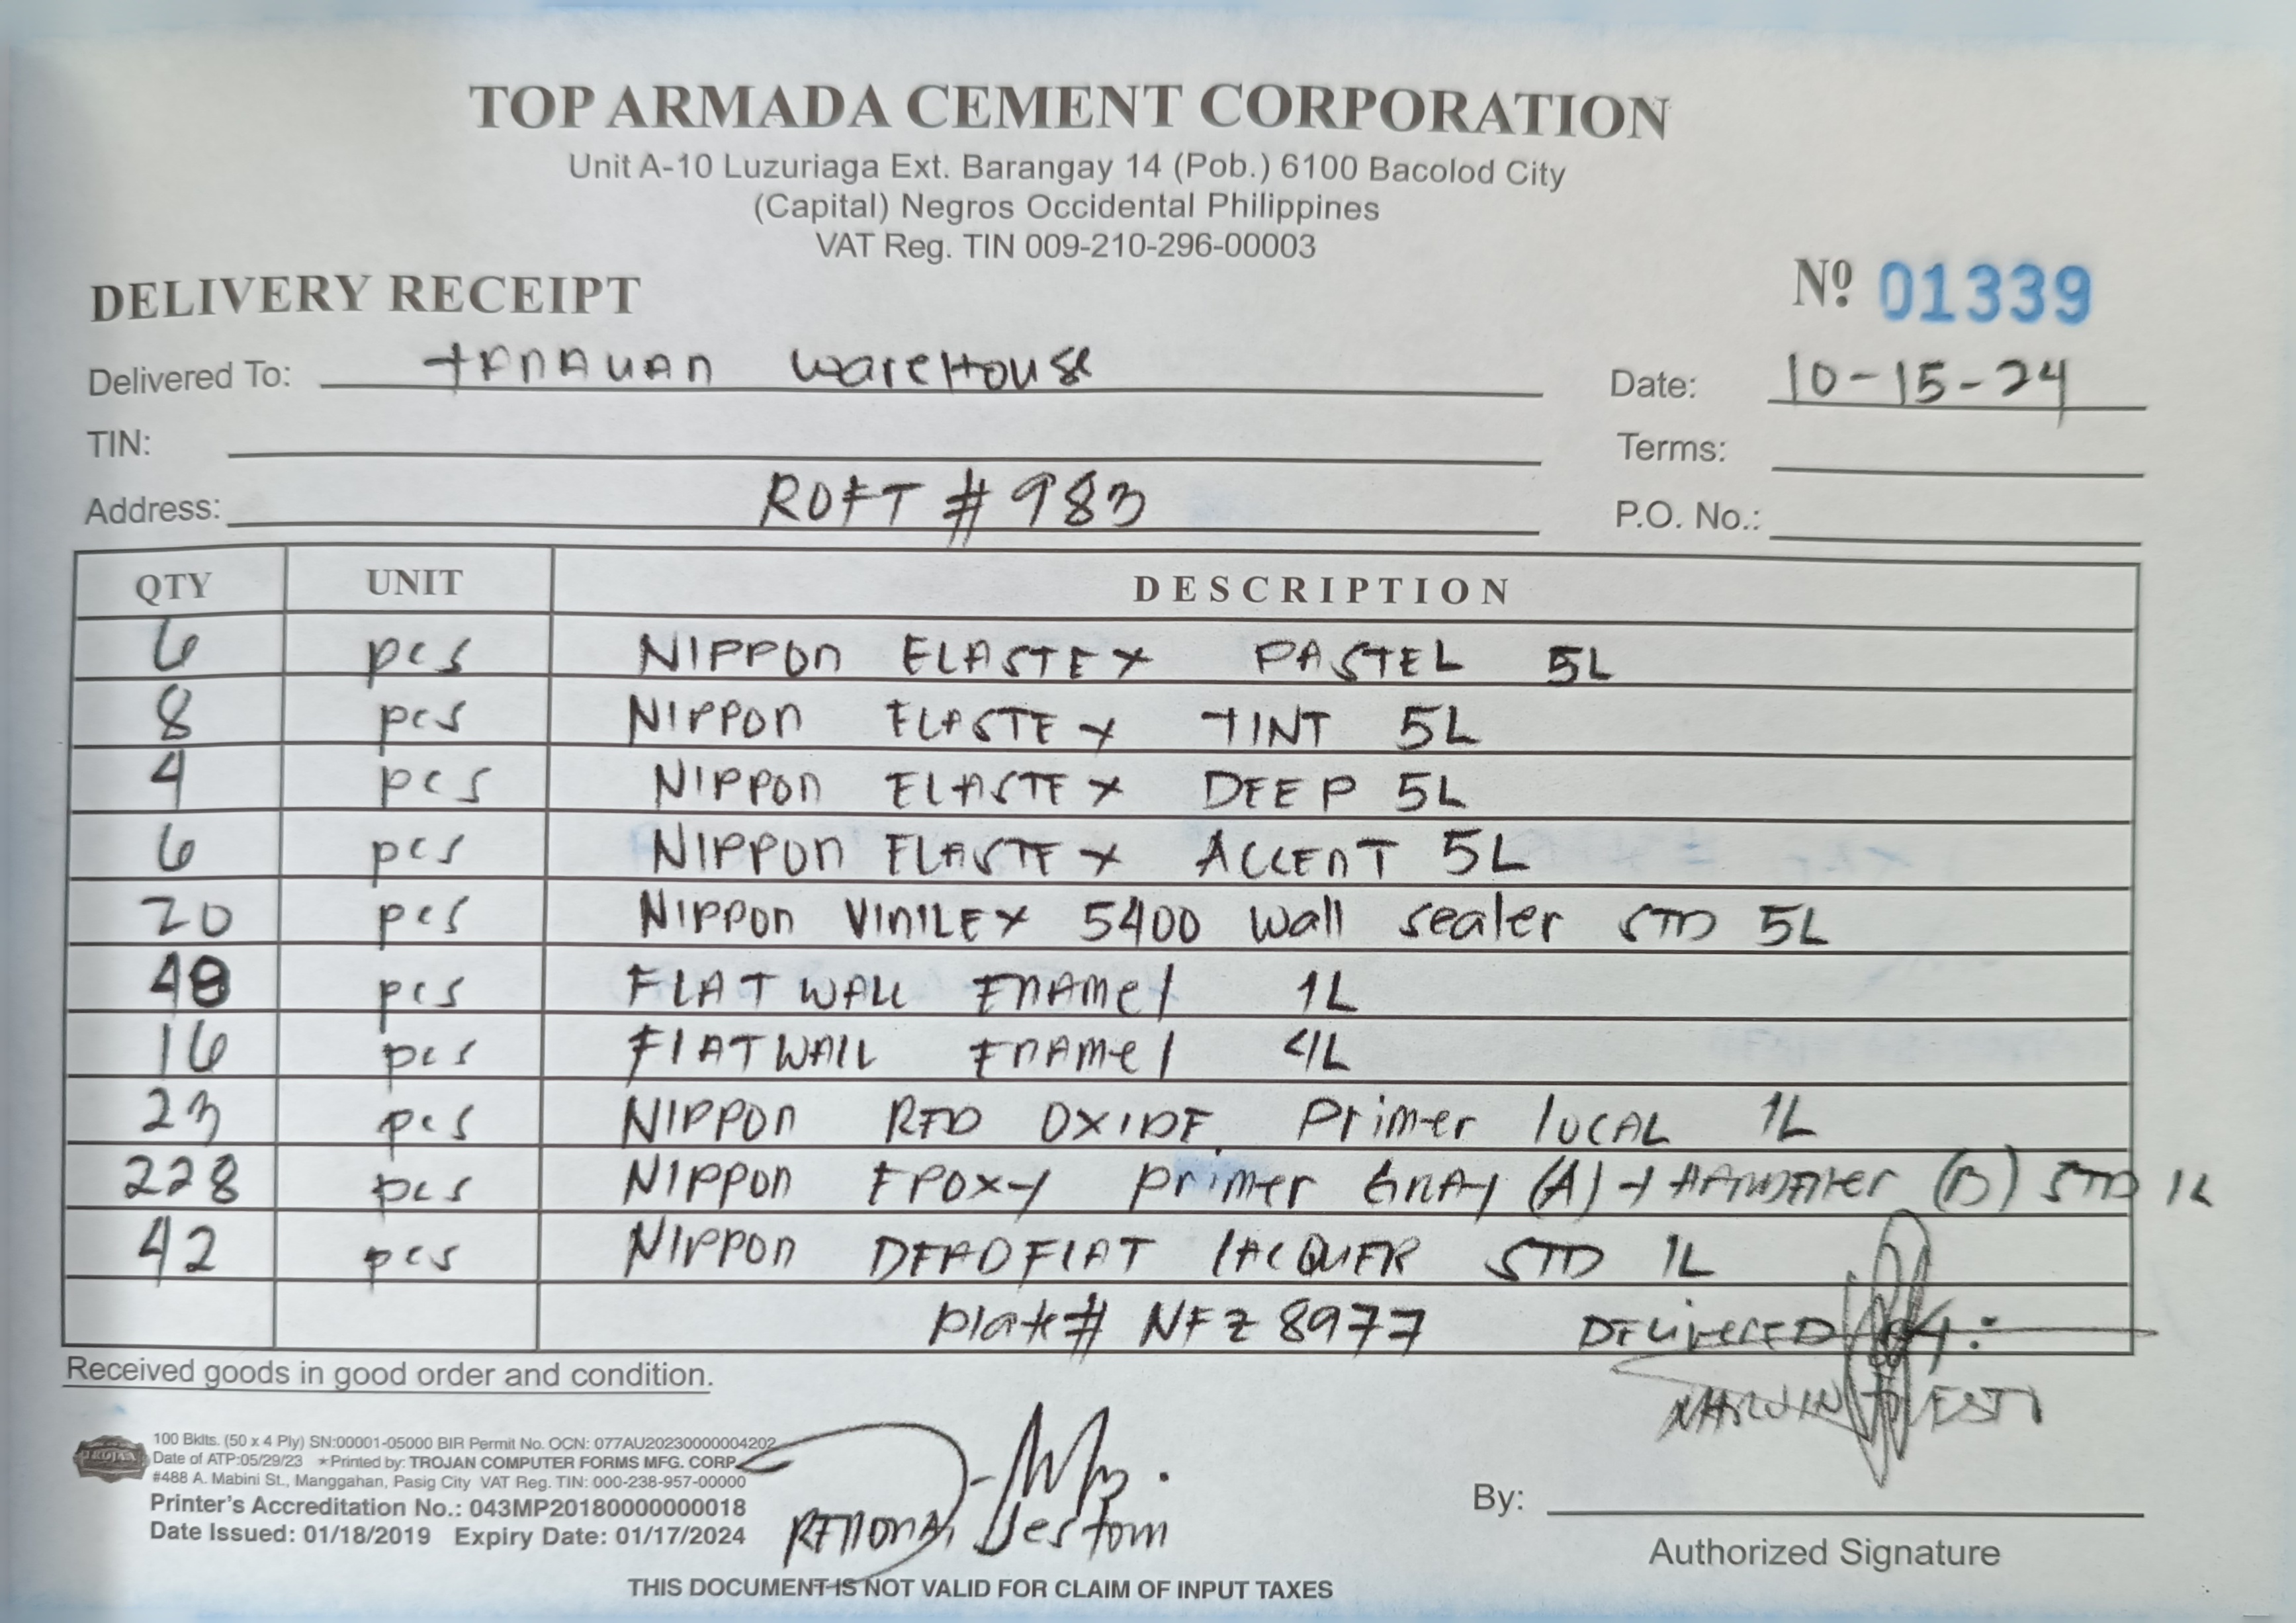 TOP ARMADA CEMENT CORPORATION
Unit A-10 Luzuriaga Ext. Barangay 14 (Pob.) 6100 Bacolod City
(Capital) Negros Occidental Philippines
VAT Reg. TIN 009-210-296-00003
DELIVERY RECEIPT Nº 01339
Delivered To: tAnAuAn wareHouse Date: 10-15-24
TIN: Terms:
Address: ROFT # 983 P.O. No.:
QTY UNIT DESCRIPTION
6 pcs NIPPOn ELASTEX PASTEL 5L
8 pcs NIPPOn ELASTEX TINT 5L
4 pcs NIPPOn ELASTEX DEEP 5L
6 pcs NIPPOn ELASTEX ACCEnT 5L
20 pcs NIPPOn VInILEX 5400 wall sealer STD 5L
48 pcs FLAT WALL EnAmel 1L
16 pcs FlATWAll EnAmel 4L
23 pcs NIPPOn RED OXIDE Primer loCAL 1L
228 pcs NIPPOn EPOXY primer GRAY (A) + (B) STD 1L
42 pcs NIPPOn DEADFlAT lACQUER STD 1L
plate# NFZ 8977 DEliverED By:
Received goods in good order and condition.
TROJAN
100 Bklts. (50 x 4 Ply) SN:00001-05000 BIR Permit No. OCN: 077AU20230000004202
Date of ATP:05/29/23 ★Printed by: TROJAN COMPUTER FORMS MFG. CORP.
#488 A. Mabini St., Manggahan, Pasig City VAT Reg. TIN: 000-238-957-00000
Printer's Accreditation No.: 043MP20180000000018
Date Issued: 01/18/2019 Expiry Date: 01/17/2024
By:
Authorized Signature
THIS DOCUMENT IS NOT VALID FOR CLAIM OF INPUT TAXES